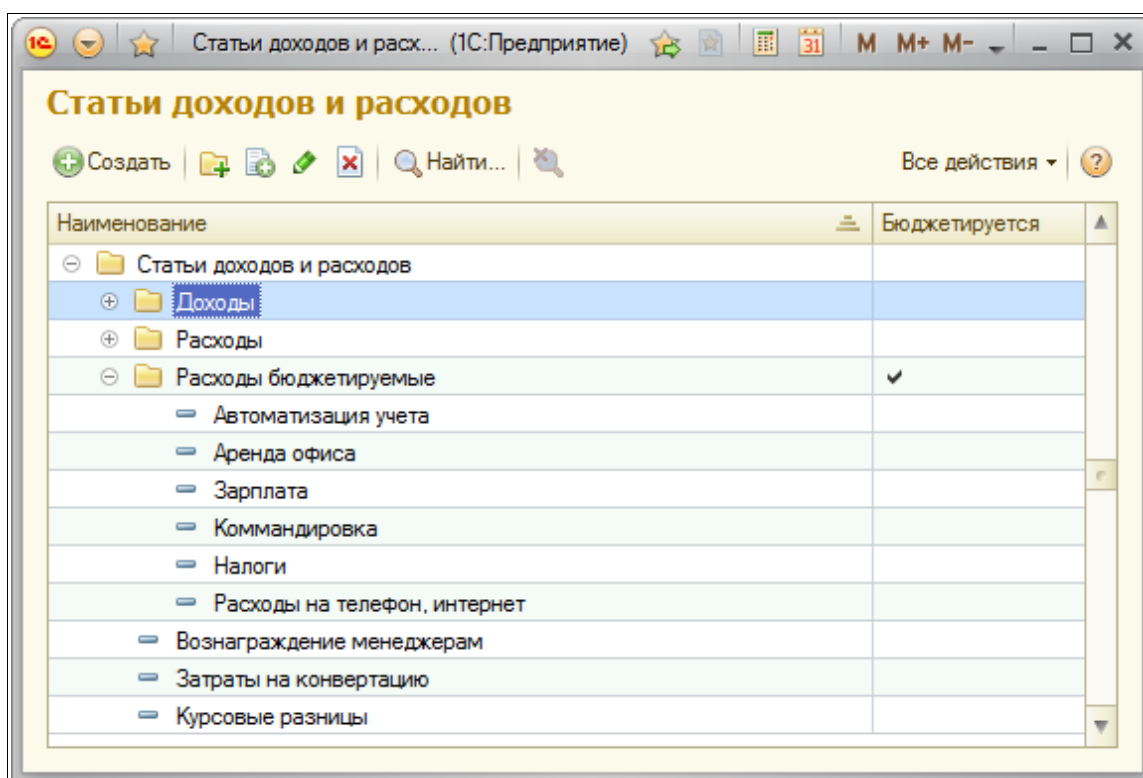 1С Статьи доходов и расх... (1С:Предприятие) 31 М М+ М-
Статьи доходов и расходов
Создать Найти... Все действия ?
Наименование Бюджетируется
Статьи доходов и расходов
Доходы
Расходы
Расходы бюджетируемые
Автоматизация учета
Аренда офиса
Зарплата
Коммандировка
Налоги
Расходы на телефон, интернет
Вознаграждение менеджерам
Затраты на конвертацию
Курсовые разницы